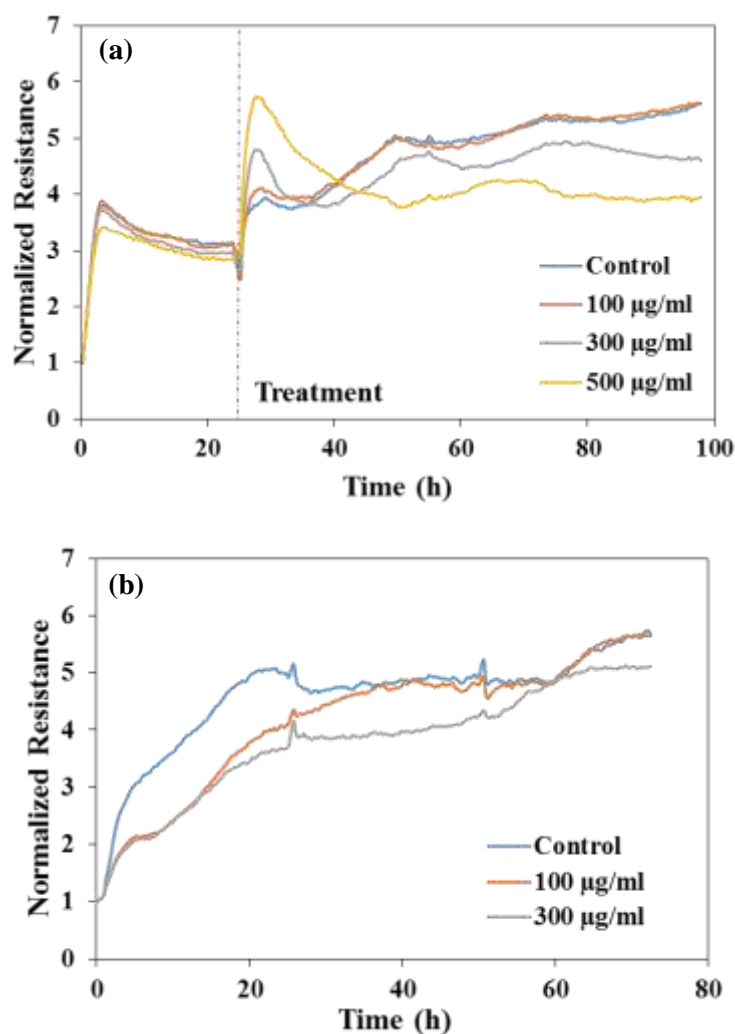 (a)
Normalized Resistance
7
6
5
4
3
2
1
0
Control
100 µg/ml
300 µg/ml
500 µg/ml
Treatment
0 20 40 60 80 100
Time (h)
(b)
Normalized Resistance
7
6
5
4
3
2
1
0
Control
100 µg/ml
300 µg/ml
0 20 40 60 80
Time (h)